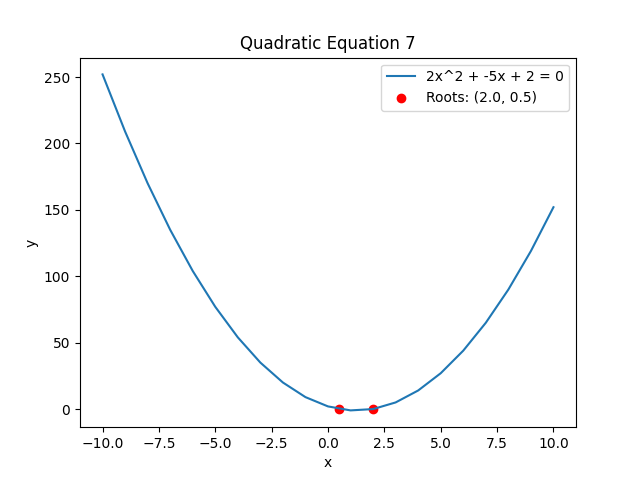 Quadratic Equation 7
2x^2 + -5x + 2 = 0
Roots: (2.0, 0.5)
250
200
150
100
50
0
y
−10.0 −7.5 −5.0 −2.5 0.0 2.5 5.0 7.5 10.0
x